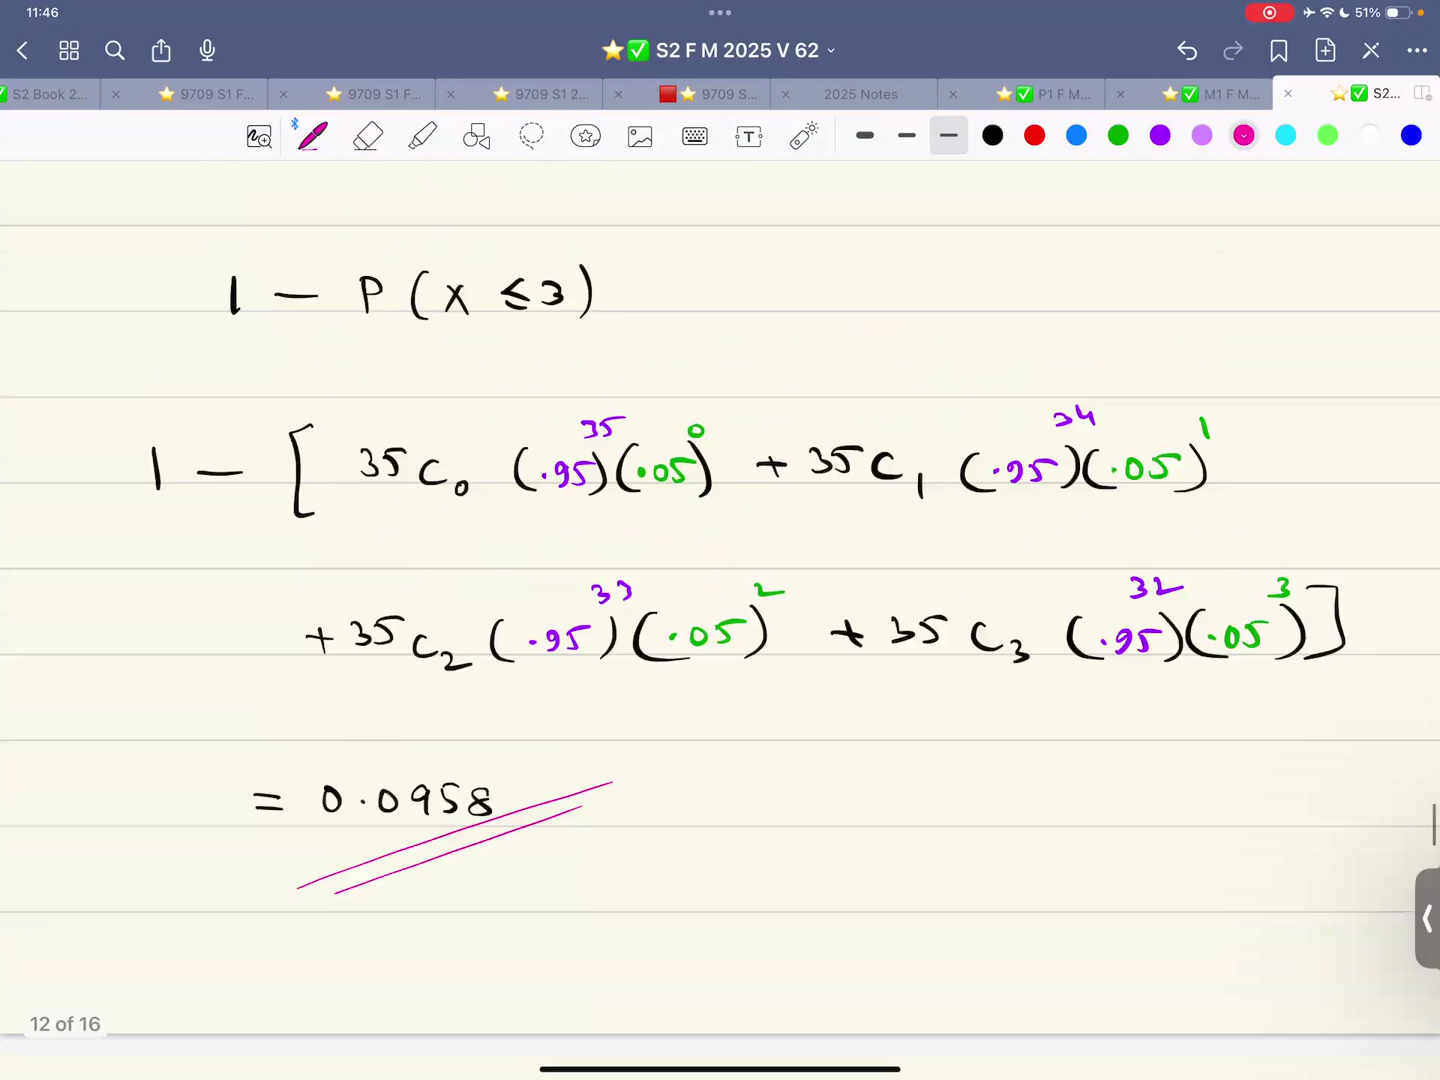 11:46
51%
⭐✅ S2 F M 2025 V 62
S2 Book 2...
⭐ 9709 S1 F...
⭐ 9709 S1 F...
⭐ 9709 S1 2...
🟥⭐ 9709 S...
2025 Notes
⭐✅ P1 F M...
⭐✅ M1 F M...
⭐✅ S2...
1 − P(X ≤ 3)
1 − [ 35C₀ (.95)³⁵(.05)⁰ + 35C₁ (.95)³⁴(.05)¹
+ 35C₂ (.95)³³(.05)² + 35C₃ (.95)³²(.05)³ ]
= 0.0958
12 of 16